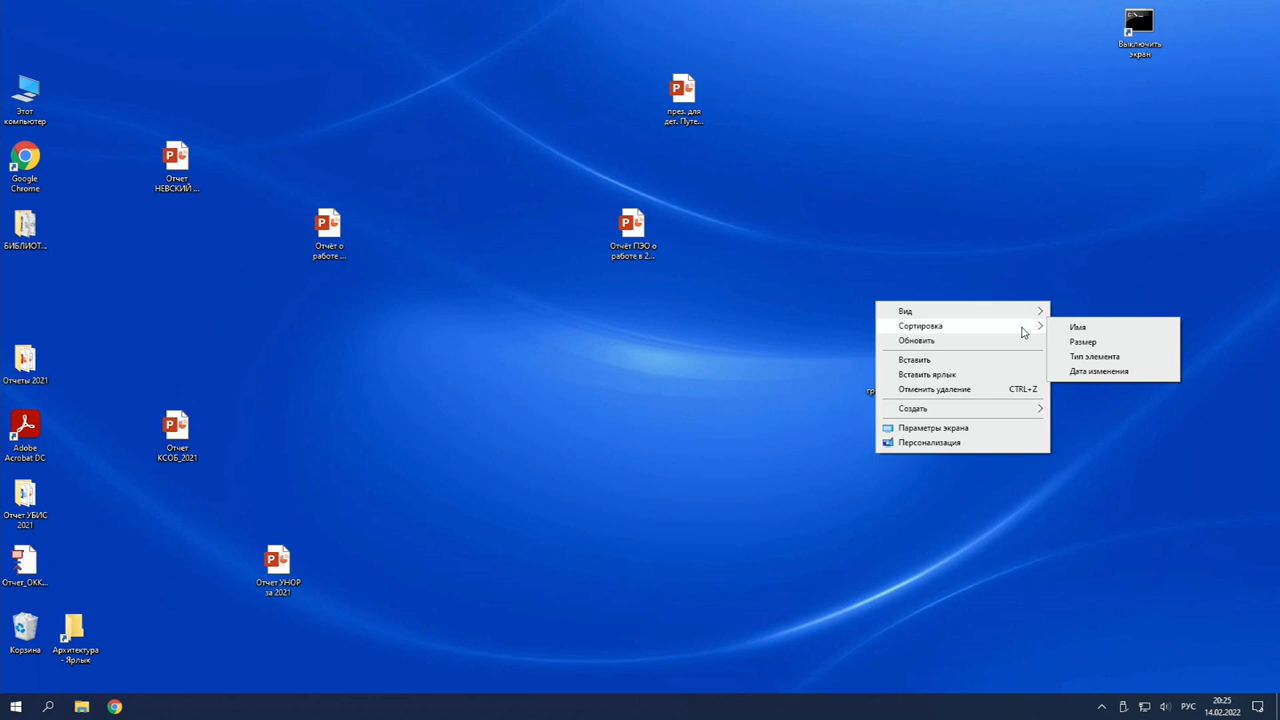 Выключить
экран
Этот
компьютер
през. для
дет. Путе...
Google
Chrome
Отчет
НЕВСКИЙ ...
БИБЛИОТ...
Отчёт о
работе ...
Отчёт ПЭО о
работе в 2...
Вид
Сортировка
Обновить
Вставить
Вставить ярлык
Отменить удаление CTRL+Z
Создать
Параметры экрана
Персонализация
Имя
Размер
Тип элемента
Дата изменения
Отчеты 2021
Adobe
Acrobat DC
Отчет
КСОБ_2021
Отчет УБИС
2021
Отчет_ОКК...
Отчет УНОР
за 2021
Корзина
Архитектура
- Ярлык
РУС
20:25
14.02.2022